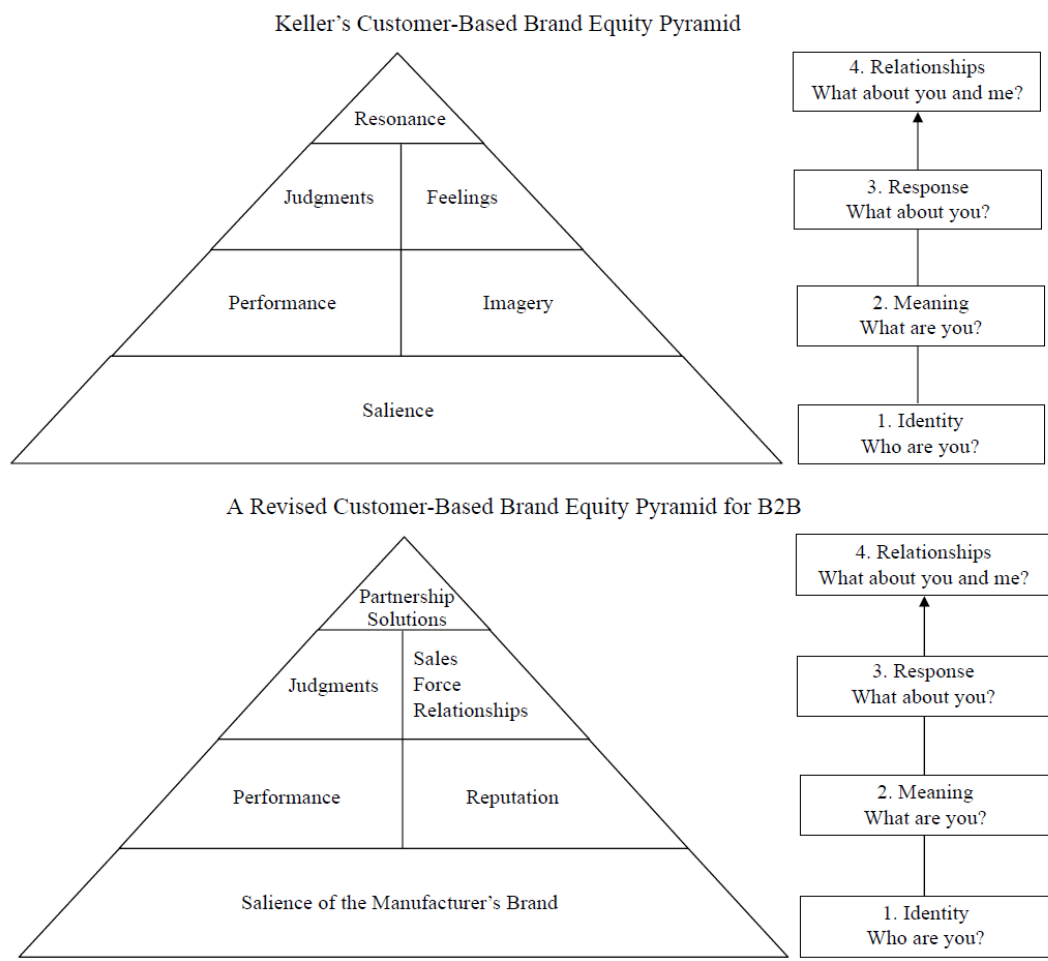 Keller’s Customer-Based Brand Equity Pyramid
Resonance
Judgments
Feelings
Performance
Imagery
Salience
4. Relationships
What about you and me?
3. Response
What about you?
2. Meaning
What are you?
1. Identity
Who are you?
A Revised Customer-Based Brand Equity Pyramid for B2B
Partnership
Solutions
Judgments
Sales
Force
Relationships
Performance
Reputation
Salience of the Manufacturer’s Brand
4. Relationships
What about you and me?
3. Response
What about you?
2. Meaning
What are you?
1. Identity
Who are you?